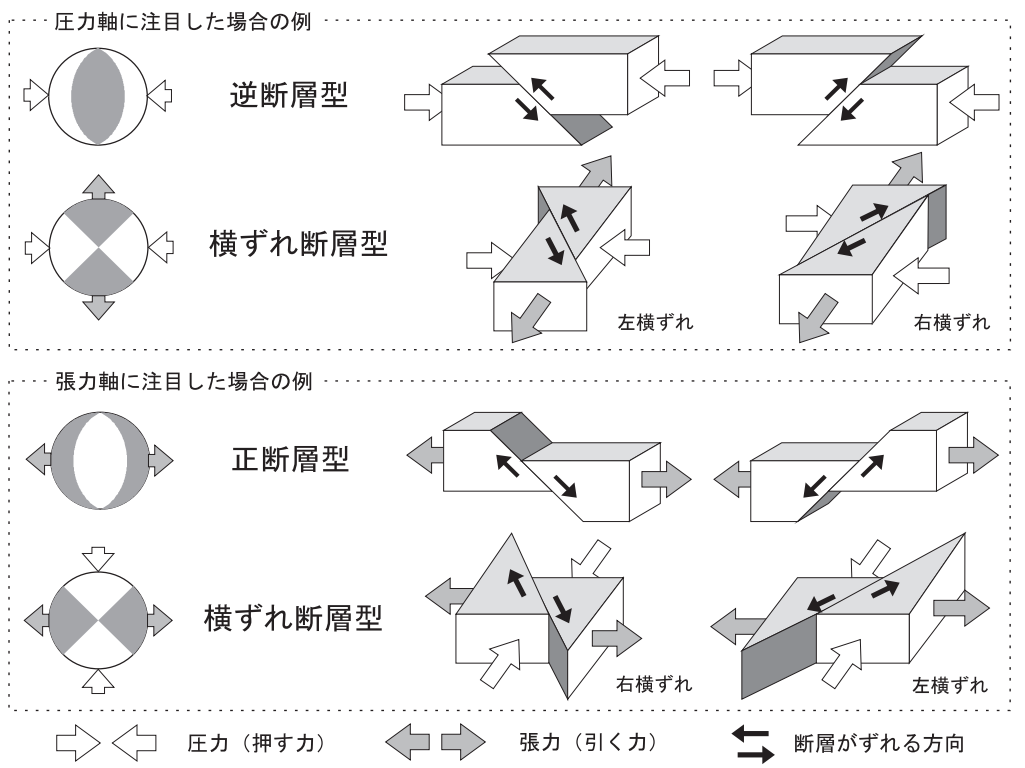 圧力軸に注目した場合の例
逆断層型
横ずれ断層型
左横ずれ
右横ずれ
張力軸に注目した場合の例
正断層型
横ずれ断層型
右横ずれ
左横ずれ
圧力（押す力）
張力（引く力）
断層がずれる方向